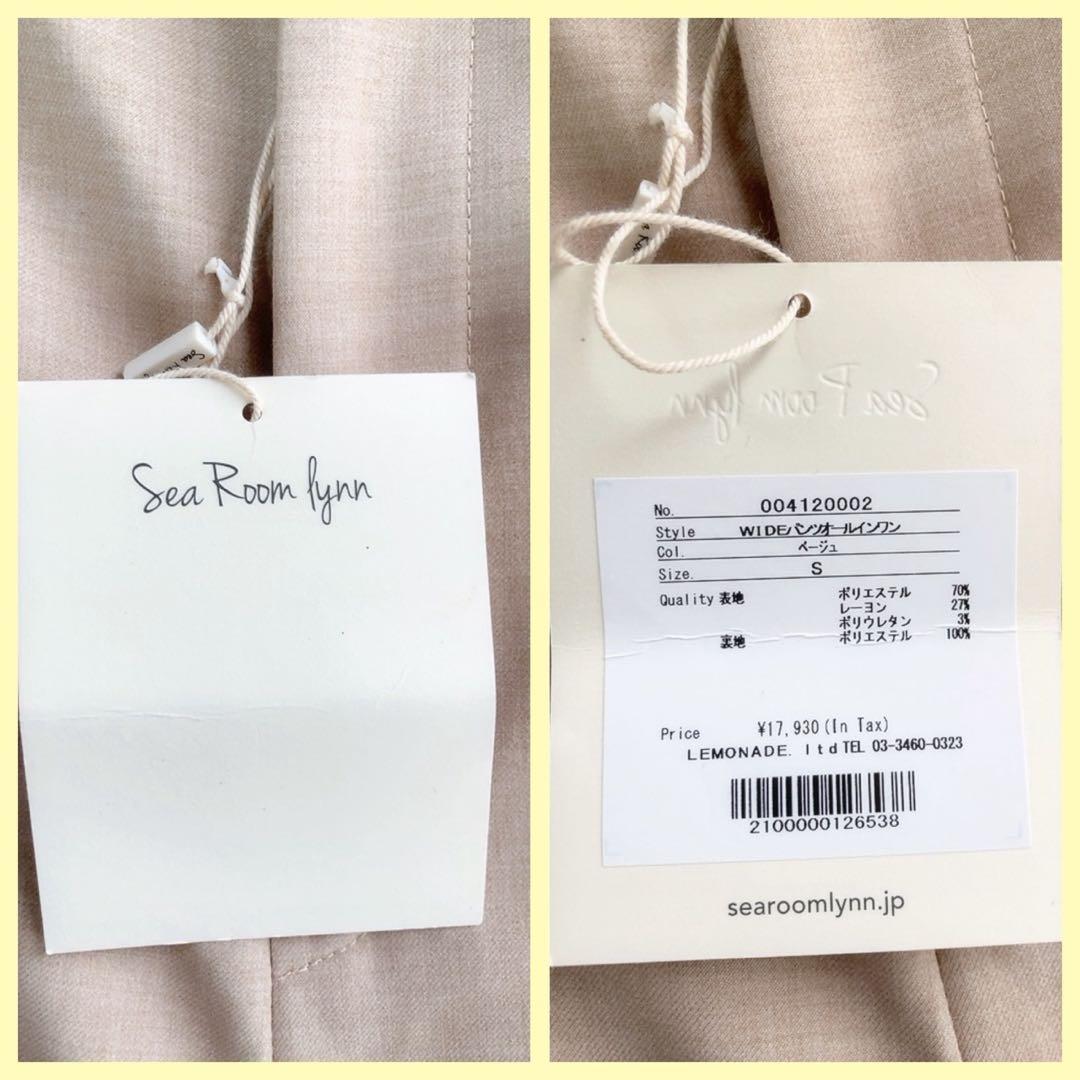 Sea Room lynn
Sea Room lynn
No. 004120002
Style WIDEパンツオールインワン
Col. ベージュ
Size. S
Quality 表地 ポリエステル 70%
レーヨン 27%
ポリウレタン 3%
裏地 ポリエステル 100%
Price ¥17,930(In Tax)
LEMONADE. ltd TEL 03-3460-0323
2100000126538
searoomlynn.jp